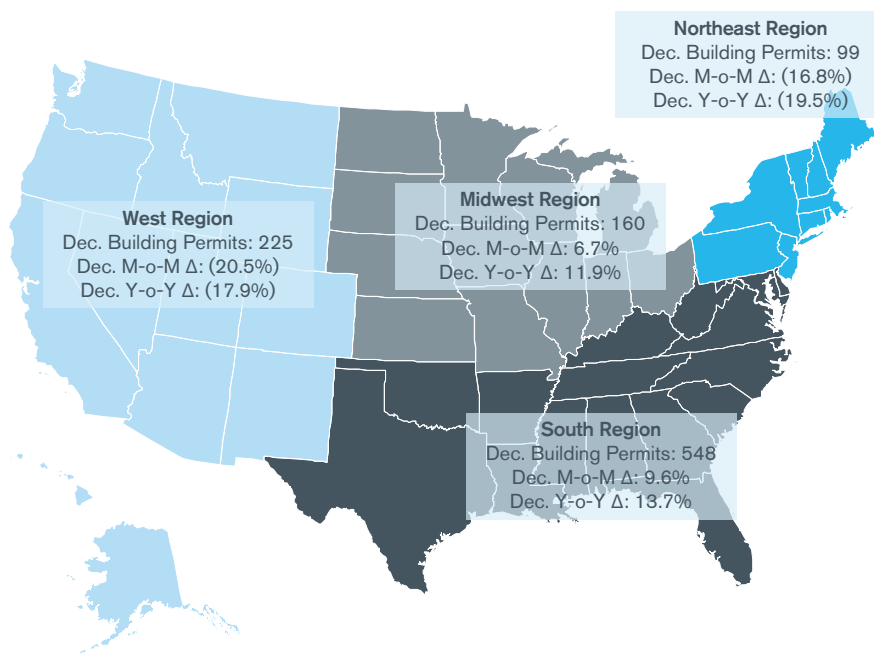 Northeast Region
Dec. Building Permits: 99
Dec. M-o-M Δ: (16.8%)
Dec. Y-o-Y Δ: (19.5%)
Midwest Region
Dec. Building Permits: 160
Dec. M-o-M Δ: 6.7%
Dec. Y-o-Y Δ: 11.9%
West Region
Dec. Building Permits: 225
Dec. M-o-M Δ: (20.5%)
Dec. Y-o-Y Δ: (17.9%)
South Region
Dec. Building Permits: 548
Dec. M-o-M Δ: 9.6%
Dec. Y-o-Y Δ: 13.7%